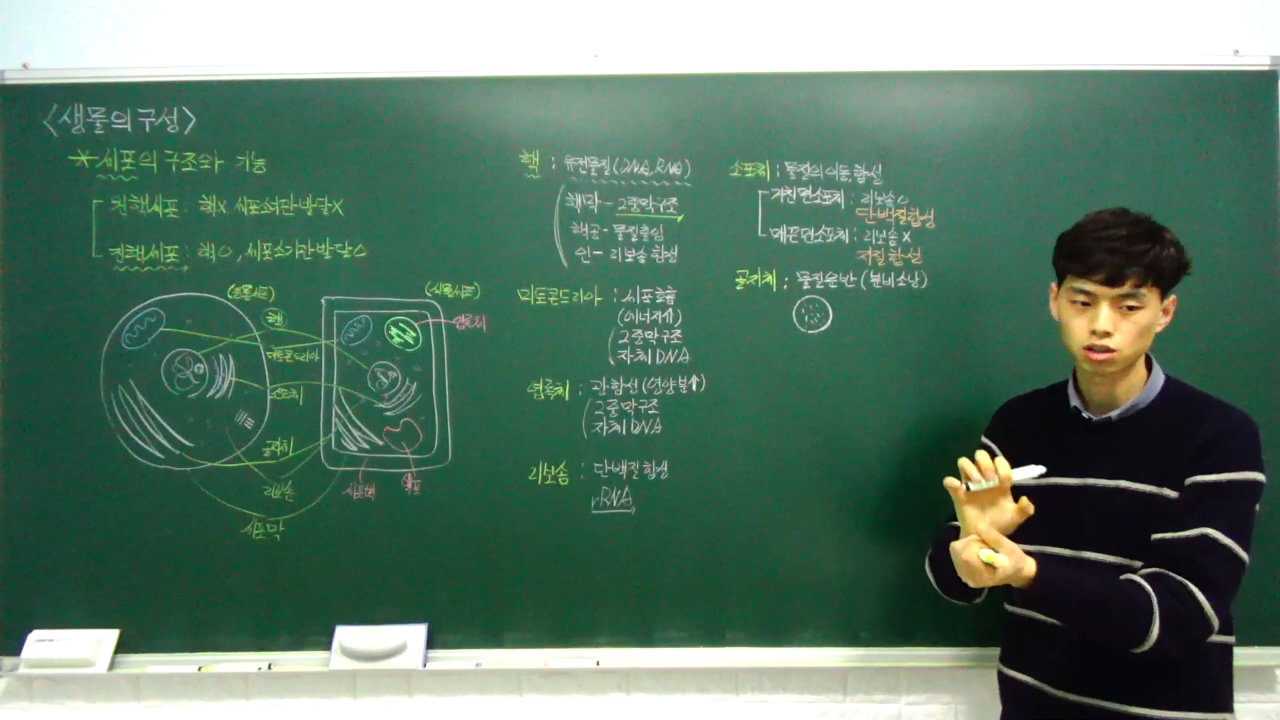 <생물의 구성>
* 세포의 구조와 기능
원핵세포 : 핵X, 세포소기관 발달X
진핵세포 : 핵O, 세포소기관 발달O
(동물세포)
(식물세포)
핵
엽록체
미토콘드리아
소포체
골지체
리보솜
세포벽
액포
세포막
핵 : 유전물질 (DNA, RNA)
핵막 - 2중막구조
핵공 - 물질출입
인 - 리보솜 합성
미토콘드리아 : 세포호흡
(에너지↑)
2중막구조
자체 DNA
엽록체 : 광합성 (영양분↑)
2중막구조
자체 DNA
리보솜 : 단백질 합성
rRNA
소포체 : 물질의 이동, 합성
거친면소포체 : 리보솜O
단백질합성
매끈면소포체 : 리보솜X
지질합성
골지체 : 물질운반 (분비소낭)